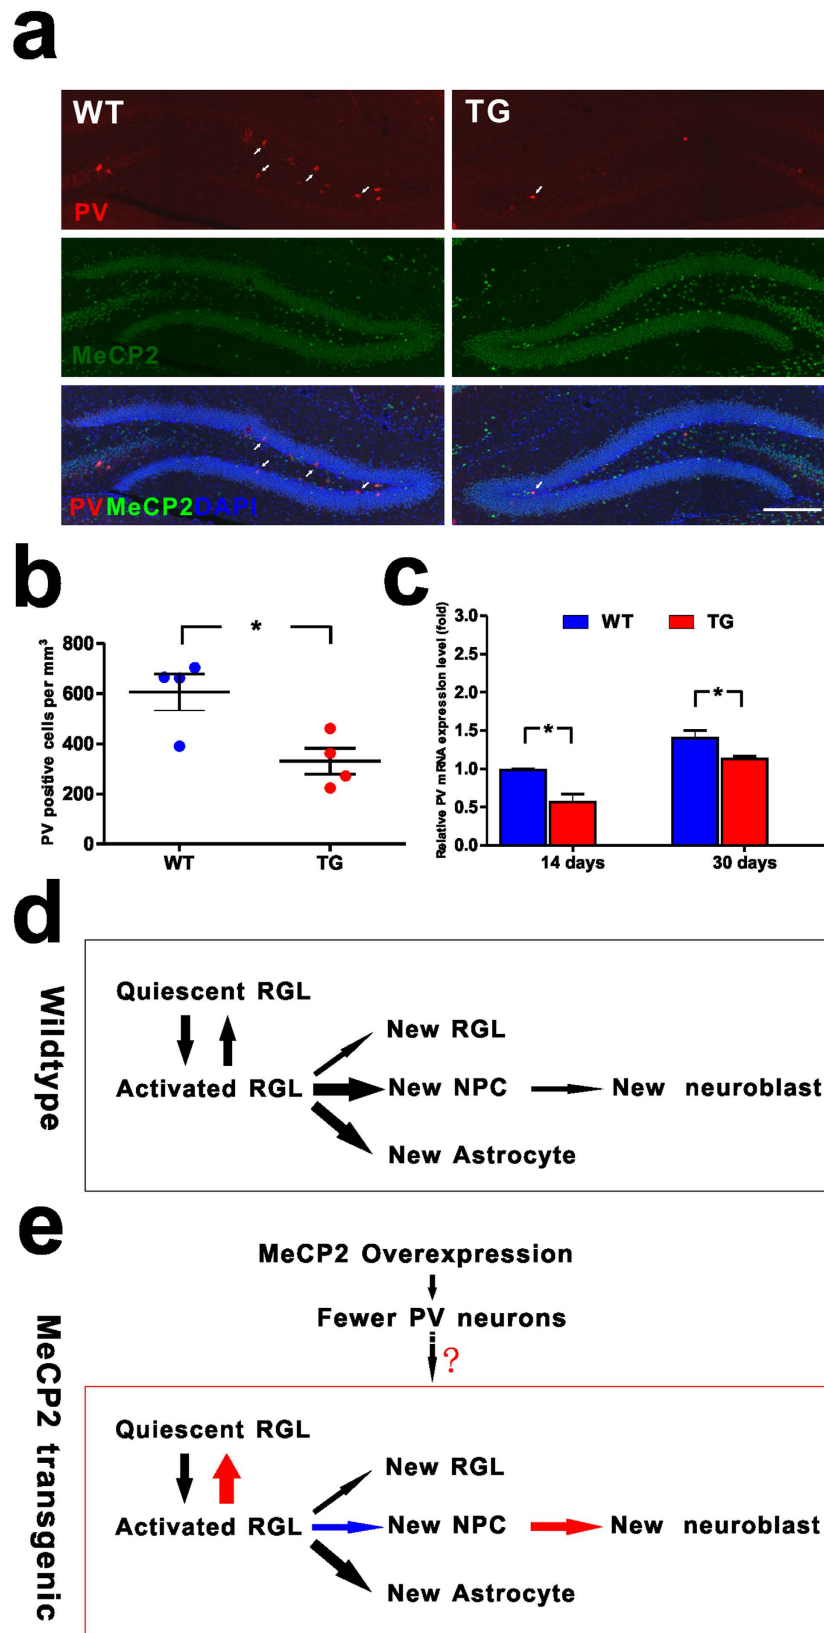 a
WT
TG
PV
MeCP2
PVMeCP2DAPI
b
PV positive cells per mm³
800
600
400
200
0
*
WT
TG
c
Relative PV mRNA expression level (fold)
3.0
2.5
2.0
1.5
1.0
0.5
0.0
WT
TG
*
*
14 days
30 days
d
Wildtype
Quiescent RGL
Activated RGL
New RGL
New NPC
New neuroblast
New Astrocyte
e
MeCP2 transgenic
MeCP2 Overexpression
Fewer PV neurons
?
Quiescent RGL
Activated RGL
New RGL
New NPC
New neuroblast
New Astrocyte